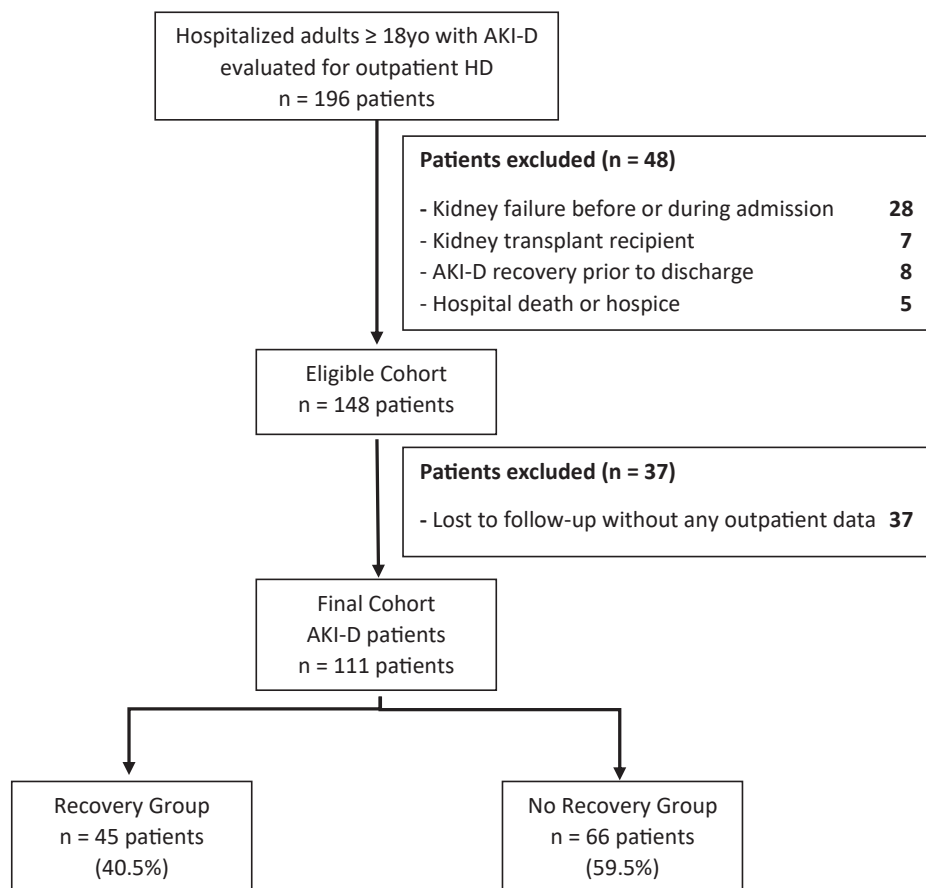 Hospitalized adults ≥ 18yo with AKI-D
evaluated for outpatient HD
n = 196 patients
Patients excluded (n = 48)
- Kidney failure before or during admission 28
- Kidney transplant recipient 7
- AKI-D recovery prior to discharge 8
- Hospital death or hospice 5
Eligible Cohort
n = 148 patients
Patients excluded (n = 37)
- Lost to follow-up without any outpatient data 37
Final Cohort
AKI-D patients
n = 111 patients
Recovery Group
n = 45 patients
(40.5%)
No Recovery Group
n = 66 patients
(59.5%)